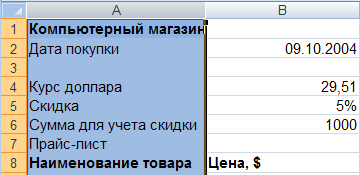 A B
1 Компьютерный магазин
2 Дата покупки 09.10.2004
3
4 Курс доллара 29,51
5 Скидка 5%
6 Сумма для учета скидки 1000
7 Прайс-лист
8 Наименование товара Цена, $